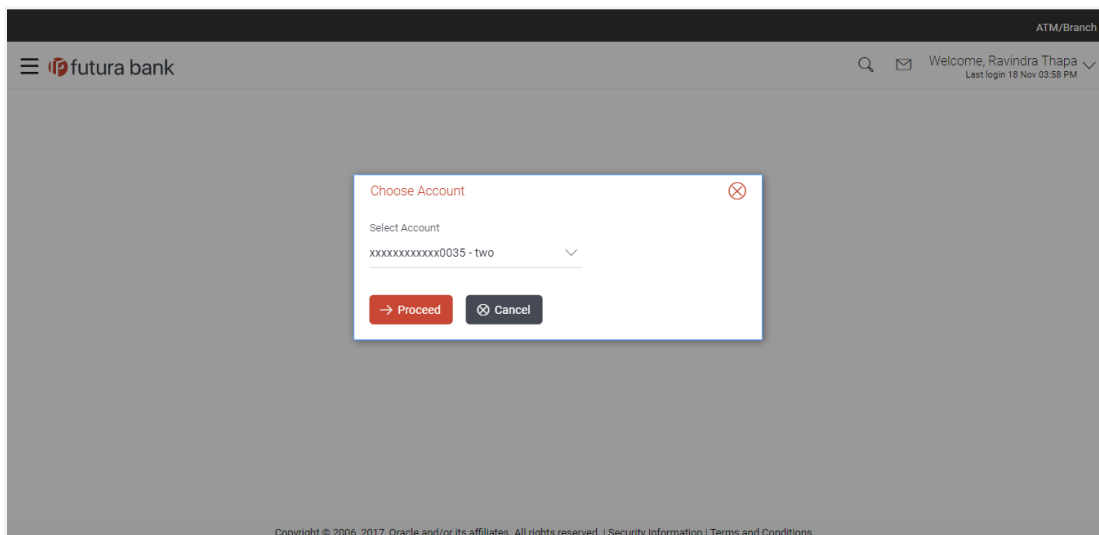 ATM/Branch
futura bank
Welcome, Ravindra Thapa
Last login 18 Nov 03:58 PM
Choose Account
Select Account
xxxxxxxxxxxx0035 - two
Proceed
Cancel
Copyright © 2006, 2017, Oracle and/or its affiliates. All rights reserved. | Security Information | Terms and Conditions